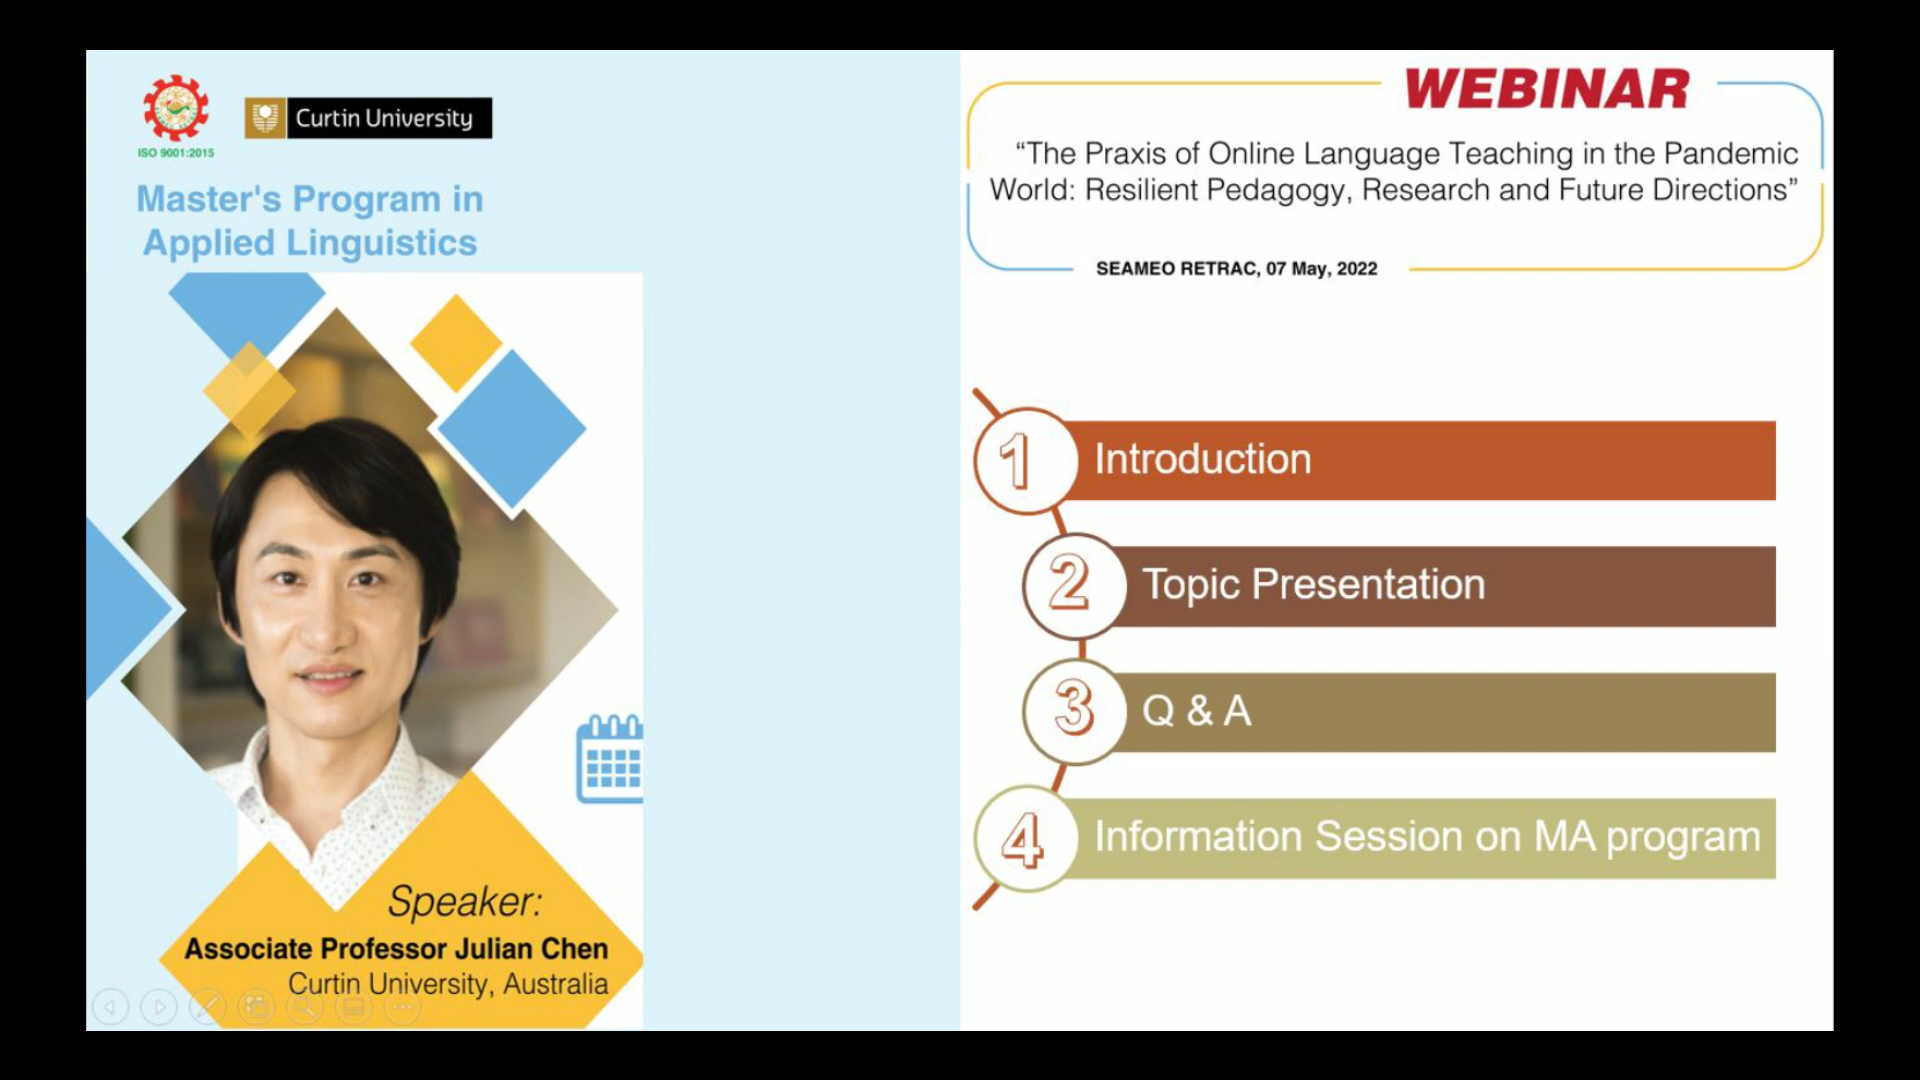 ISO 9001:2015
Curtin University
Master's Program in
Applied Linguistics
Speaker:
Associate Professor Julian Chen
Curtin University, Australia
WEBINAR
“The Praxis of Online Language Teaching in the Pandemic
World: Resilient Pedagogy, Research and Future Directions”
SEAMEO RETRAC, 07 May, 2022
1 Introduction
2 Topic Presentation
3 Q & A
4 Information Session on MA program